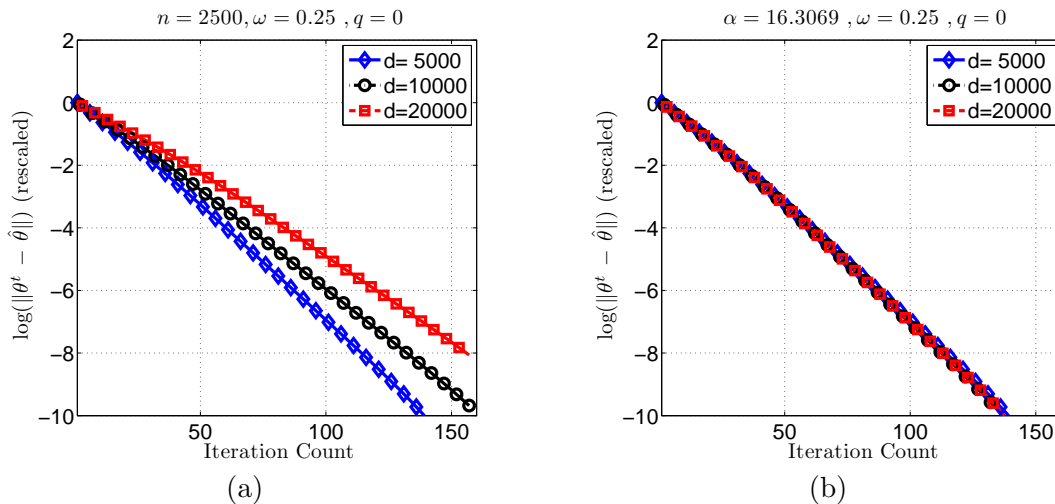 n = 2500, ω = 0.25 , q = 0
2
0
−2
−4
−6
−8
−10
log(‖θ^t − θ̂‖) (rescaled)
d= 5000
d=10000
d=20000
50
100
150
Iteration Count
(a)
α = 16.3069 , ω = 0.25 , q = 0
2
0
−2
−4
−6
−8
−10
log(‖θ^t − θ̂‖) (rescaled)
d= 5000
d=10000
d=20000
50
100
150
Iteration Count
(b)